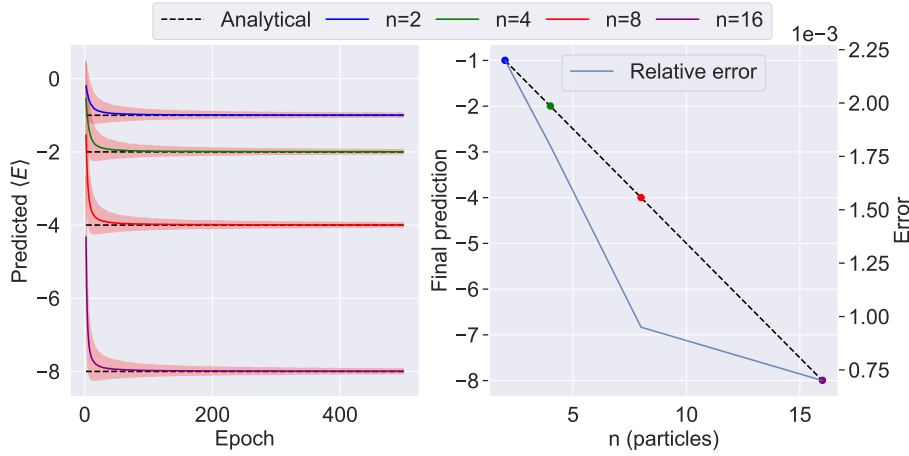 Analytical n=2 n=4 n=8 n=16
Predicted ⟨E⟩
0
−2
−4
−6
−8
0 200 400
Epoch
Final prediction
−1
−2
−3
−4
−5
−6
−7
−8
Relative error
5 10 15
n (particles)
1e−3
2.25
2.00
1.75
1.50
1.25
1.00
0.75
Error